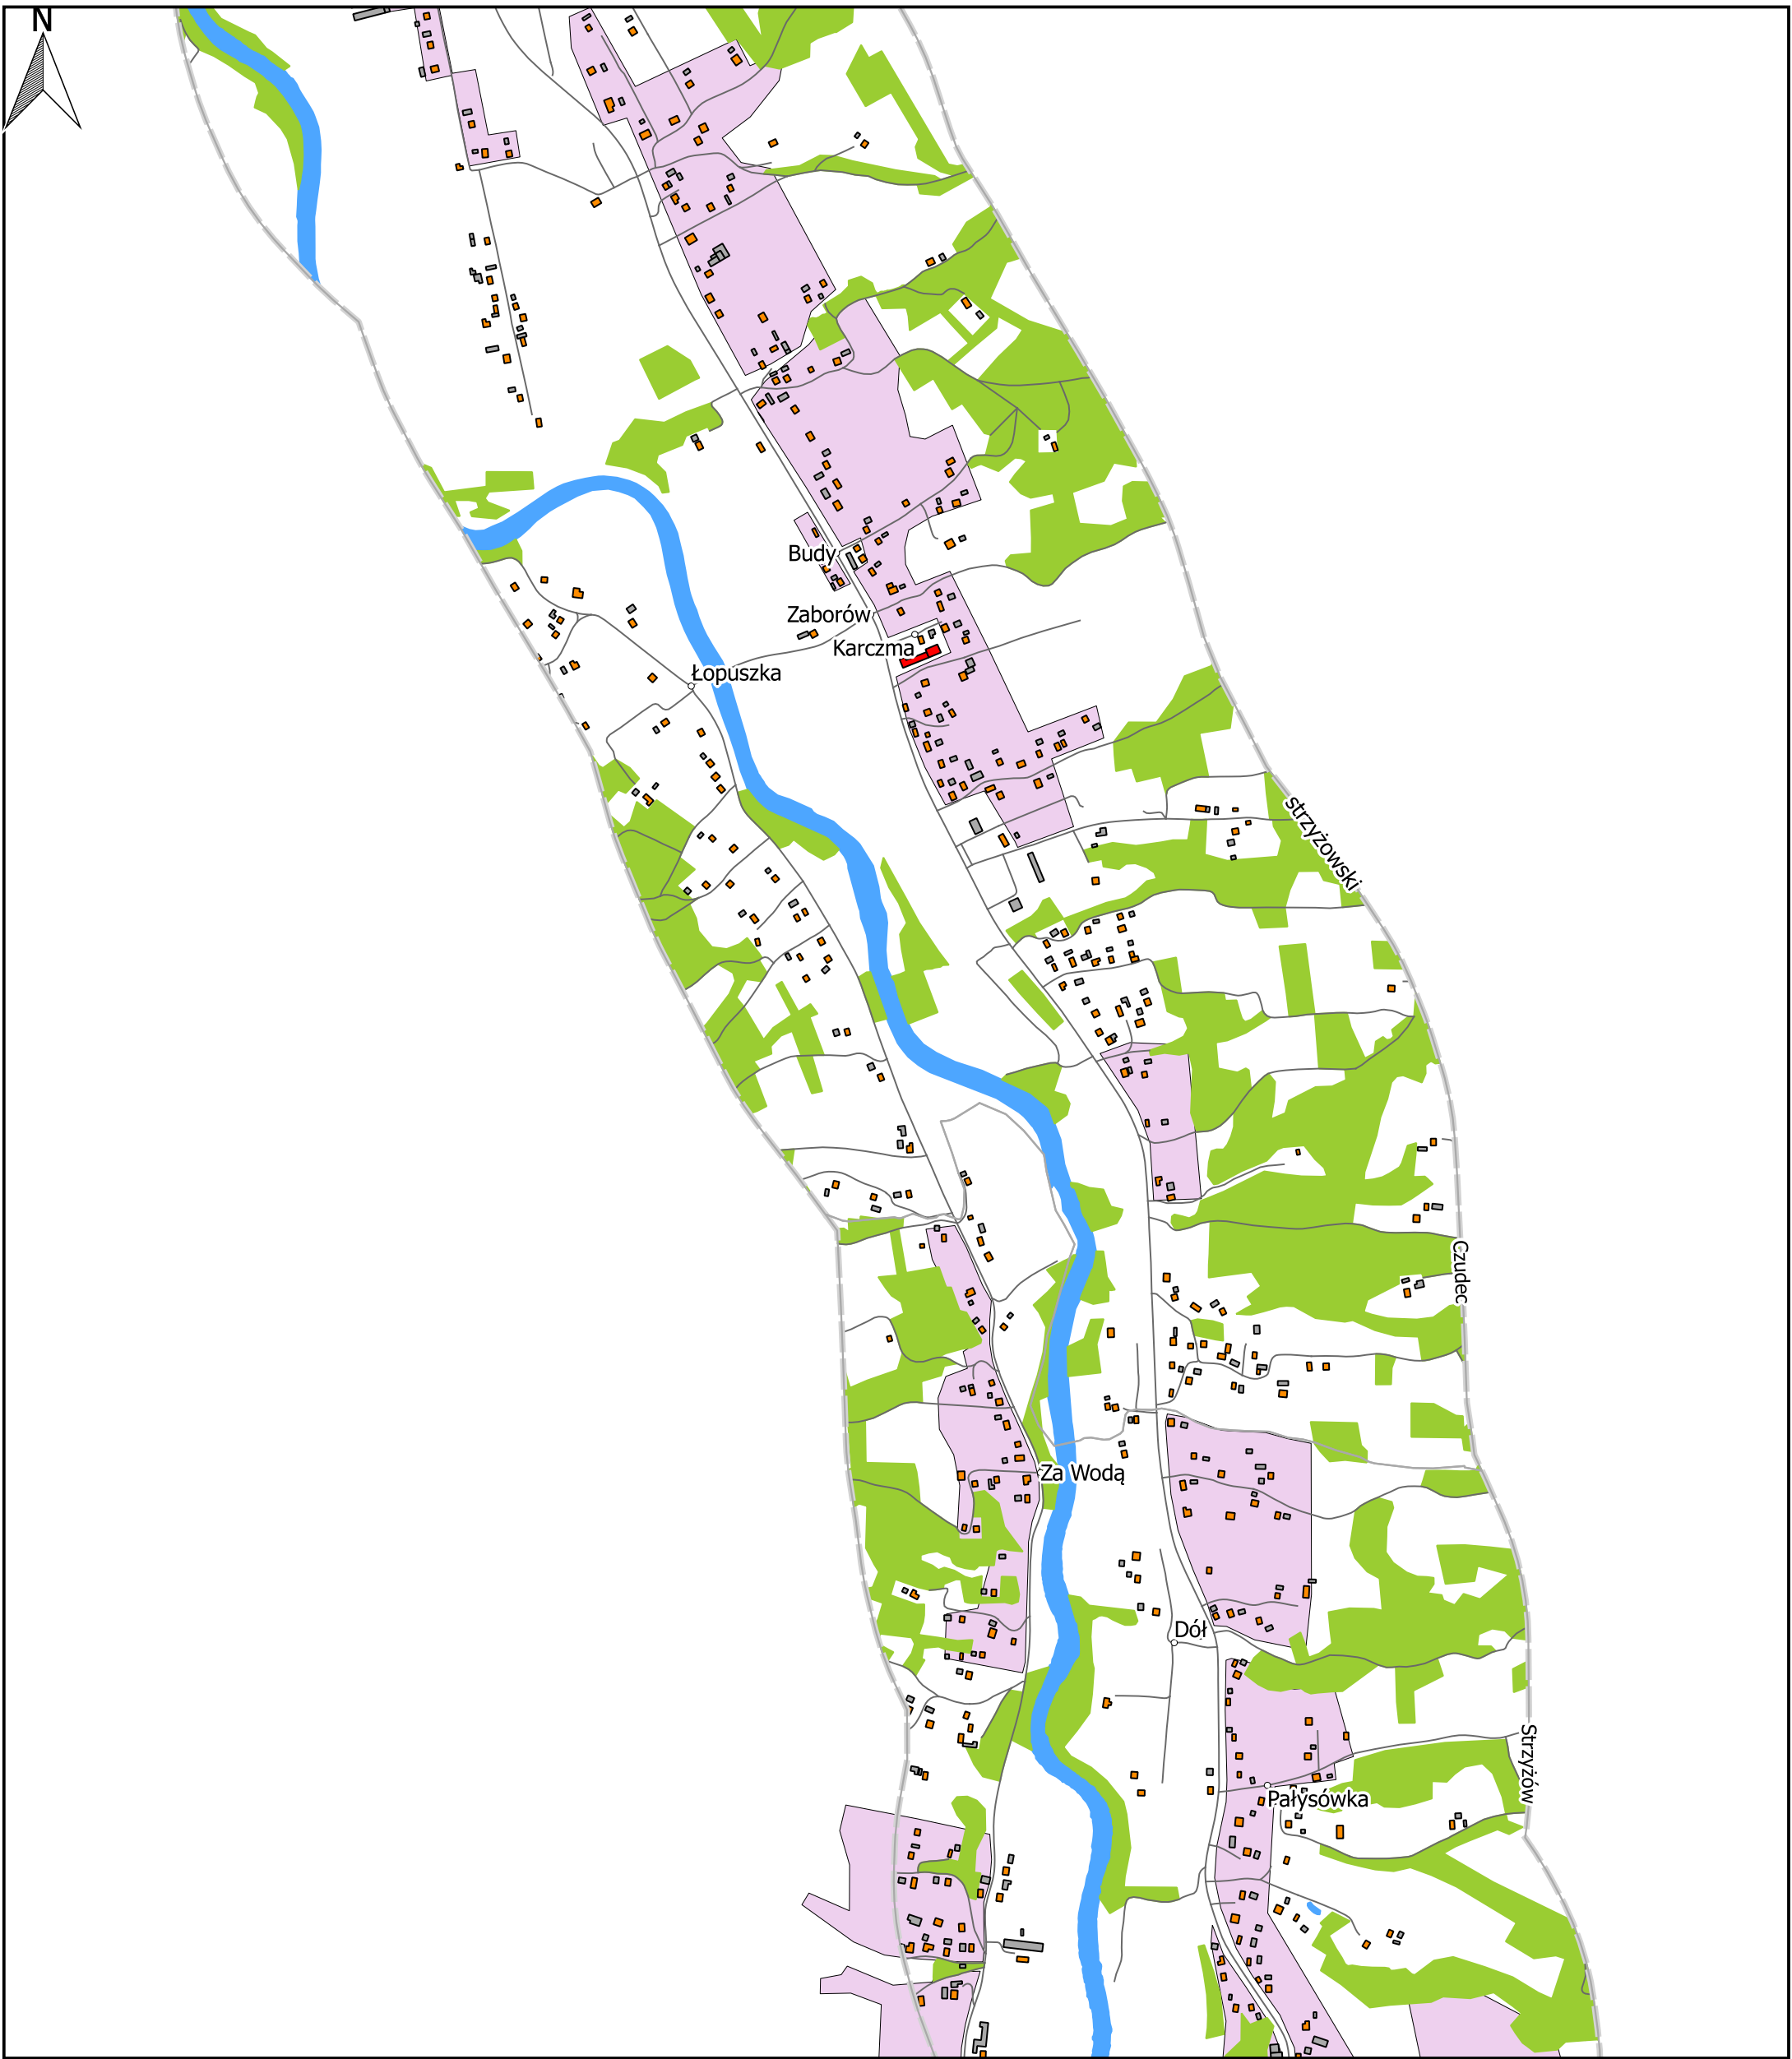 N
Budy
Zaborów
Karczma
Łopuszka
strzyżowski
Czudec
Za Wodą
Dół
Strzyżów
Pałysówka